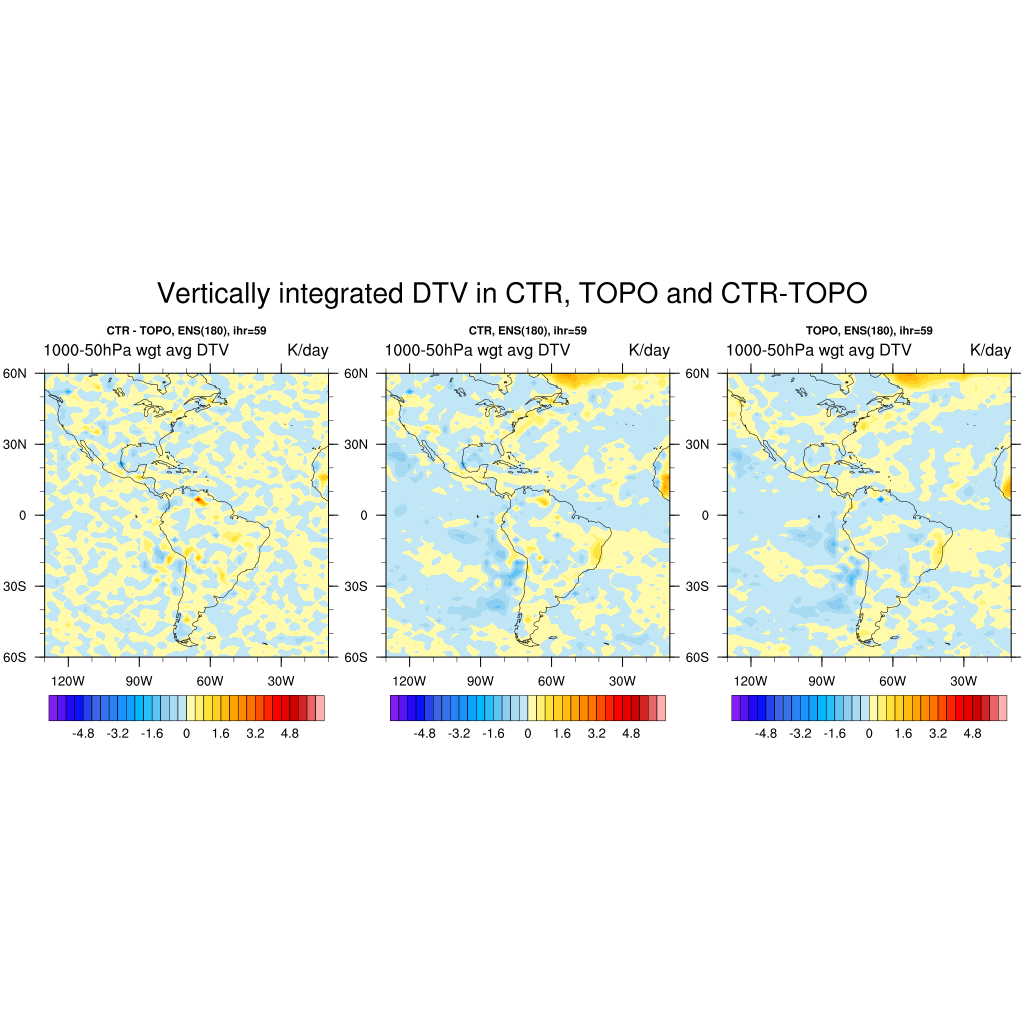 Vertically integrated DTV in CTR, TOPO and CTR-TOPO
CTR - TOPO, ENS(180), ihr=59
1000-50hPa wgt avg DTV K/day
60N
30N
0
30S
60S
120W 90W 60W 30W
-4.8 -3.2 -1.6 0 1.6 3.2 4.8
CTR, ENS(180), ihr=59
1000-50hPa wgt avg DTV K/day
60N
30N
0
30S
60S
120W 90W 60W 30W
-4.8 -3.2 -1.6 0 1.6 3.2 4.8
TOPO, ENS(180), ihr=59
1000-50hPa wgt avg DTV K/day
60N
30N
0
30S
60S
120W 90W 60W 30W
-4.8 -3.2 -1.6 0 1.6 3.2 4.8